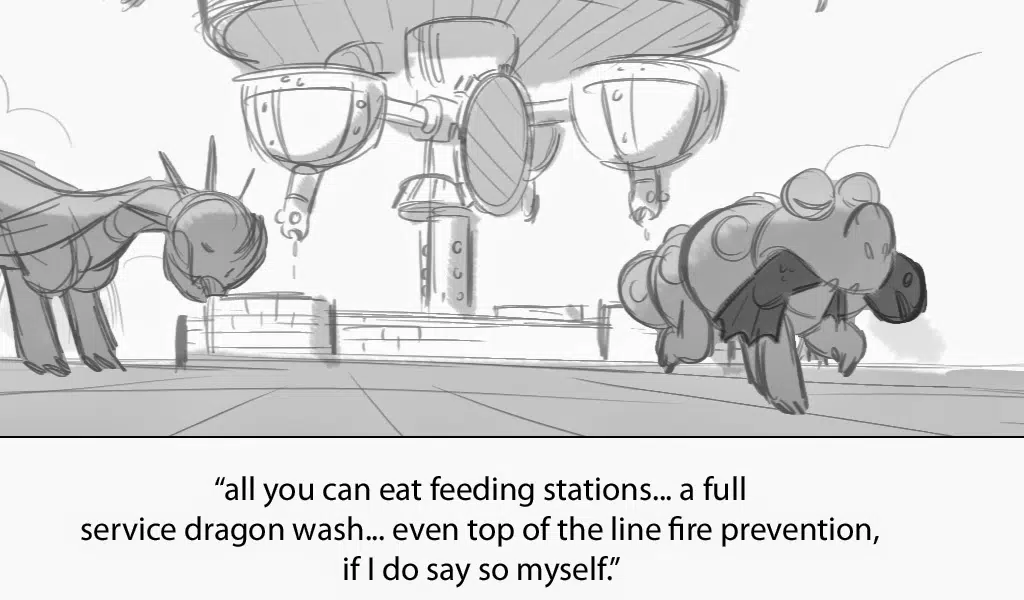 “all you can eat feeding stations... a full
service dragon wash... even top of the line fire prevention,
if I do say so myself.”